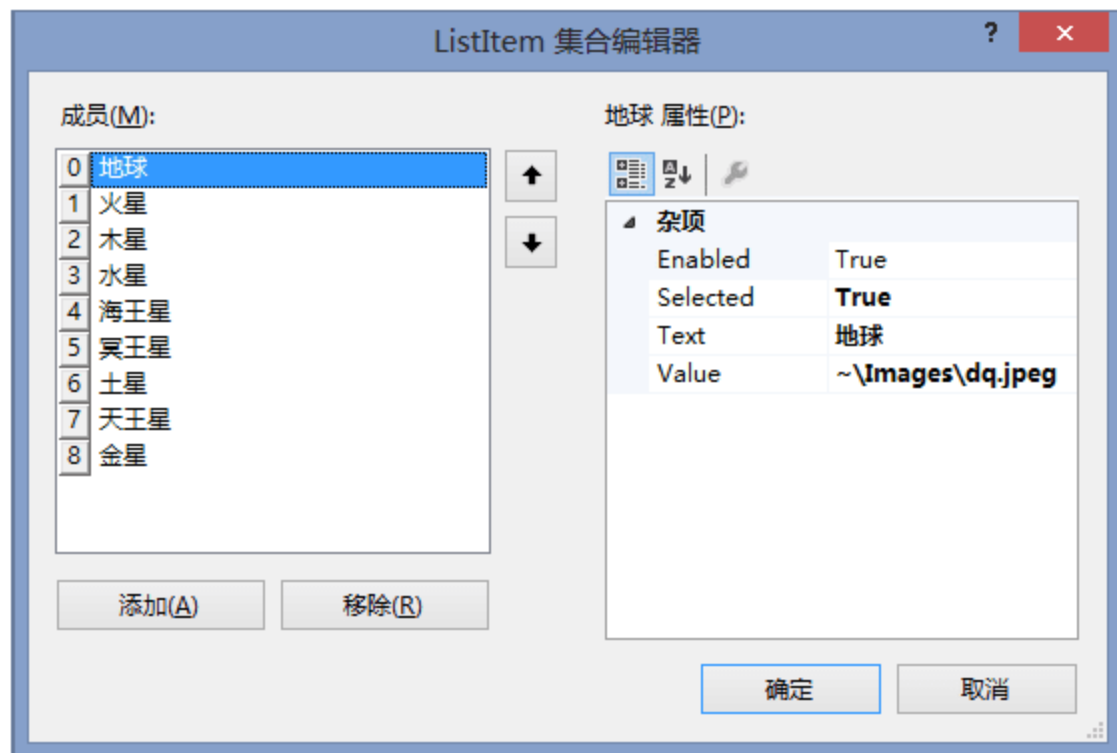 ListItem 集合编辑器
?
成员(M):
0 地球
1 火星
2 木星
3 水星
4 海王星
5 冥王星
6 土星
7 天王星
8 金星
添加(A)
移除(R)
地球 属性(P):
杂项
Enabled True
Selected True
Text 地球
Value ~\Images\dq.jpeg
确定
取消